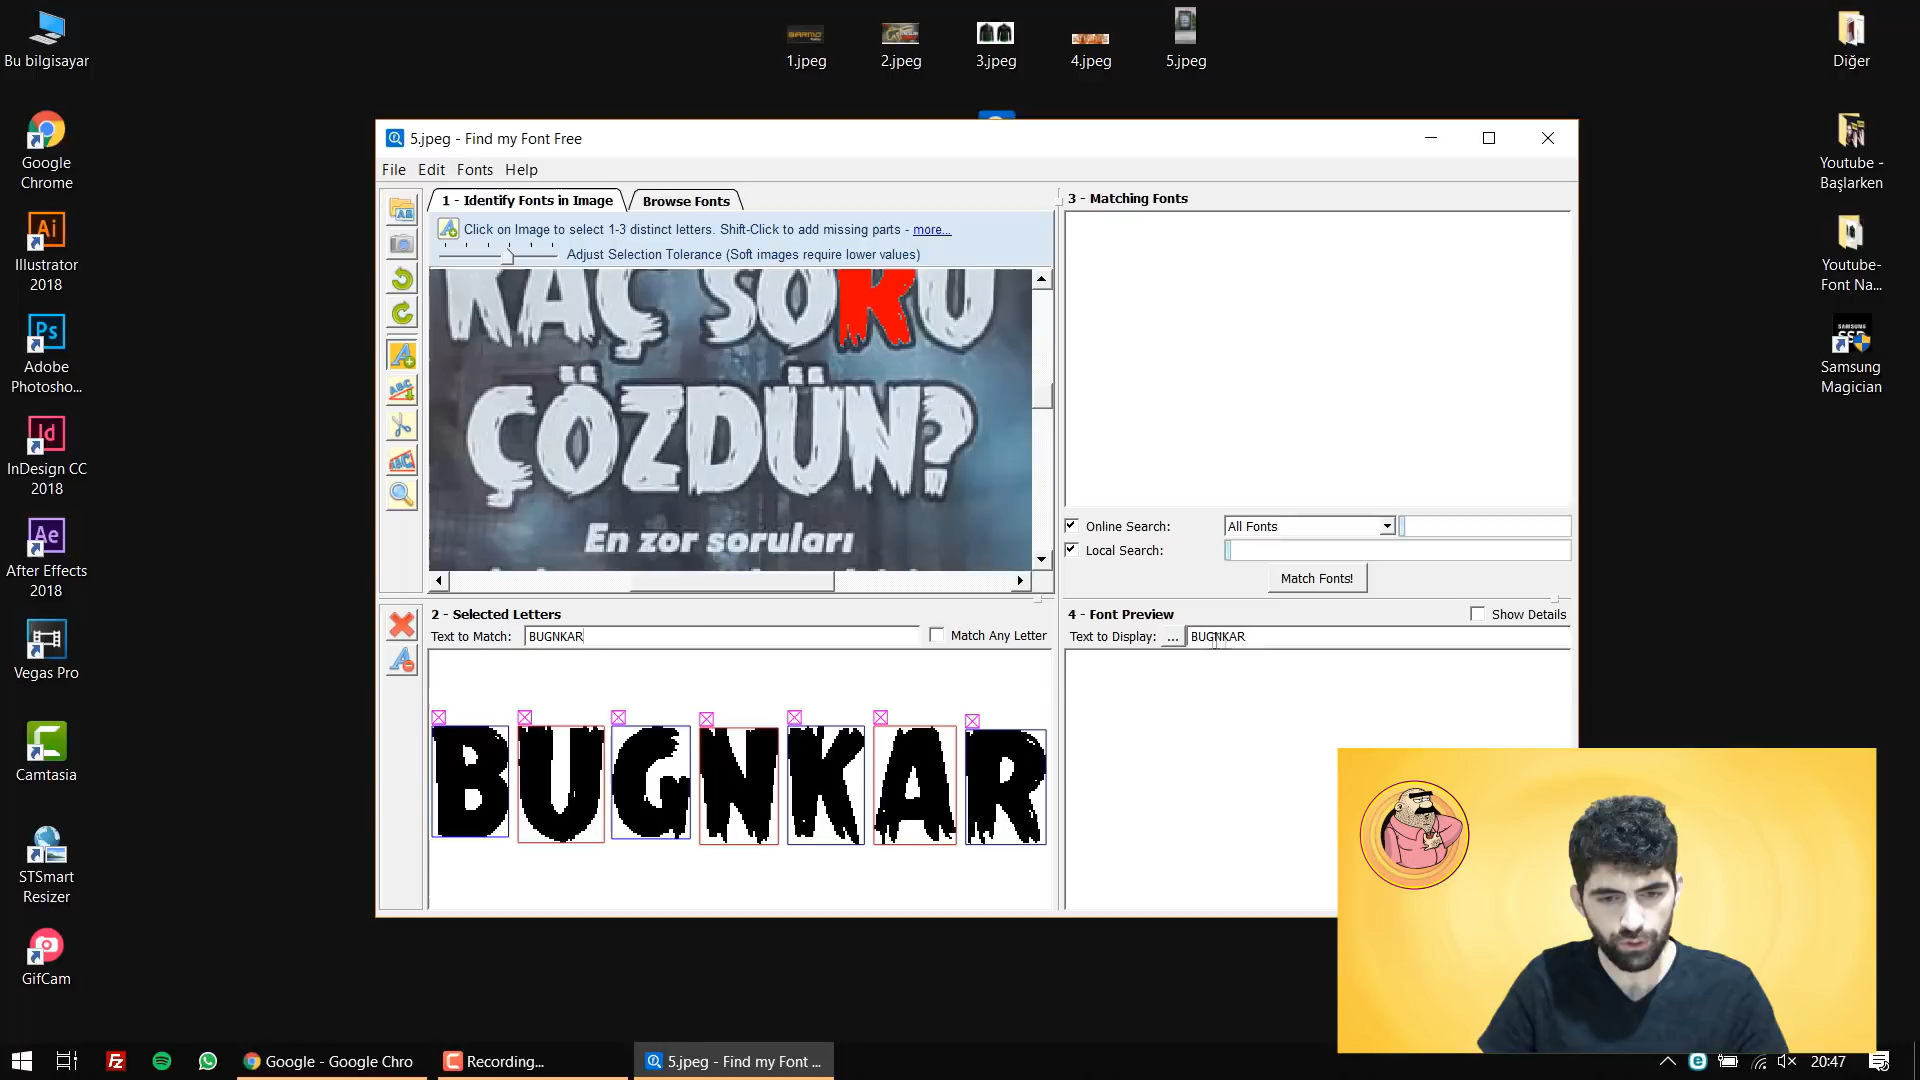 Bu bilgisayar
Google Chrome
Illustrator 2018
Adobe Photosho...
InDesign CC 2018
After Effects 2018
Vegas Pro
Camtasia
STSmart Resizer
GifCam
1.jpeg
2.jpeg
3.jpeg
4.jpeg
5.jpeg
Diğer
Youtube - Başlarken
Youtube- Font Na...
SAMSUNG SSD
Samsung Magician
5.jpeg - Find my Font Free
File Edit Fonts Help
1 - Identify Fonts in Image
Browse Fonts
Click on Image to select 1-3 distinct letters. Shift-Click to add missing parts - more...
Adjust Selection Tolerance (Soft images require lower values)
KAÇ SORU
ÇÖZDÜN?
En zor soruları
2 - Selected Letters
Text to Match: BUGNKAR
Match Any Letter
BUGNKAR
3 - Matching Fonts
Online Search: All Fonts
Local Search:
Match Fonts!
4 - Font Preview
Show Details
Text to Display: ... BUGNKAR
Google - Google Chro
Recording...
5.jpeg - Find my Font ...
20:47